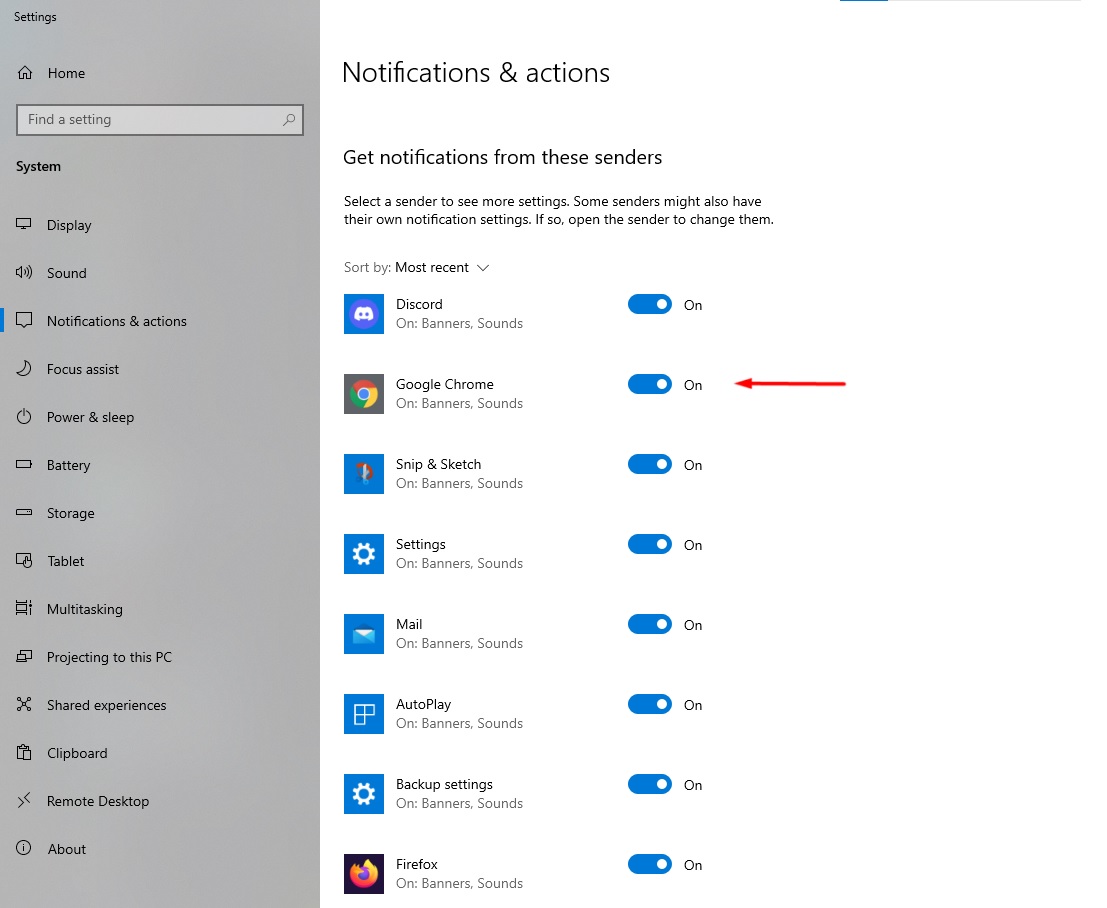 Settings
Home
Find a setting
System
Display
Sound
Notifications & actions
Focus assist
Power & sleep
Battery
Storage
Tablet
Multitasking
Projecting to this PC
Shared experiences
Clipboard
Remote Desktop
About
Notifications & actions
Get notifications from these senders
Select a sender to see more settings. Some senders might also have
their own notification settings. If so, open the sender to change them.
Sort by: Most recent
Discord
On: Banners, Sounds
On
Google Chrome
On: Banners, Sounds
On
Snip & Sketch
On: Banners, Sounds
On
Settings
On: Banners, Sounds
On
Mail
On: Banners, Sounds
On
AutoPlay
On: Banners, Sounds
On
Backup settings
On: Banners, Sounds
On
Firefox
On: Banners, Sounds
On